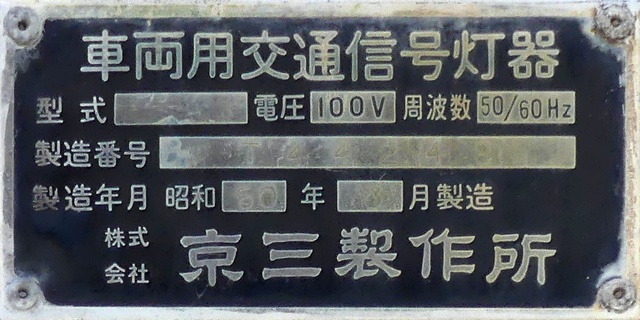 車両用交通信号灯器
型式 電圧 100V 周波数 50/60Hz
製造番号
製造年月 昭和 60 年 月製造
株式会社 京三製作所